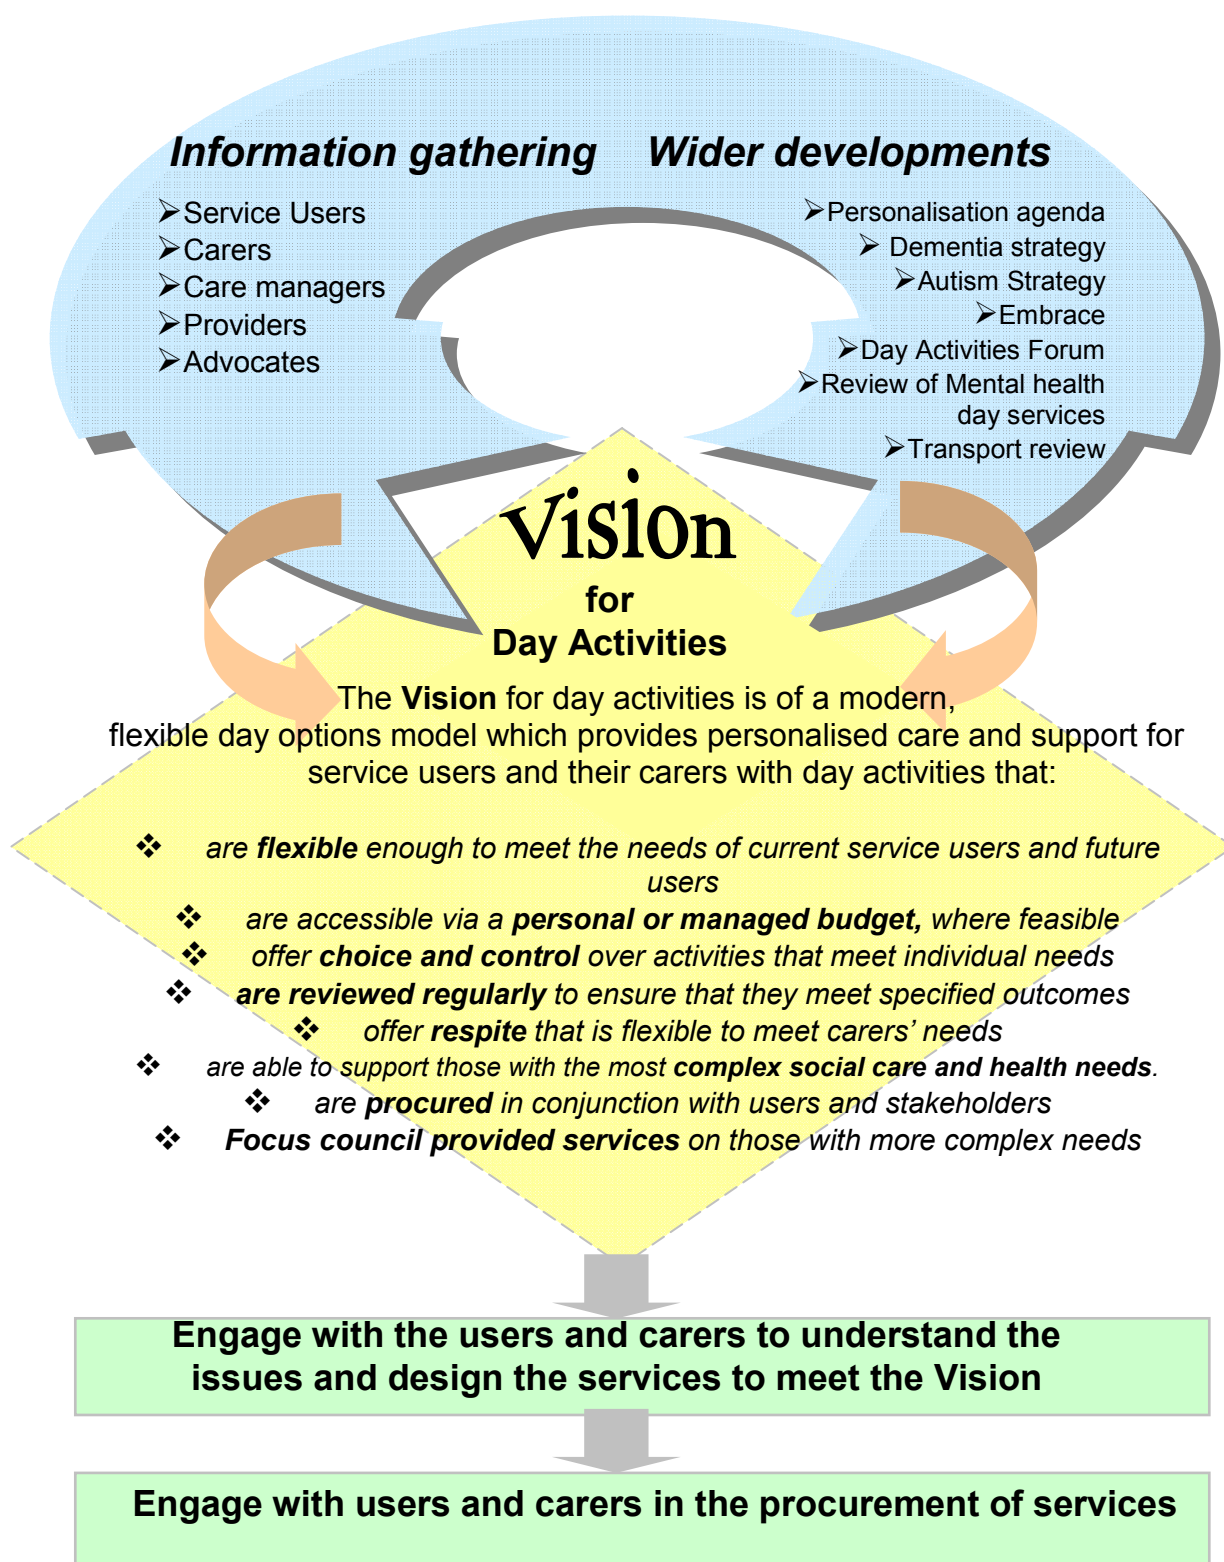 Information gathering
➢Service Users
➢Carers
➢Care managers
➢Providers
➢Advocates
Wider developments
➢Personalisation agenda
➢ Dementia strategy
➢Autism Strategy
➢Embrace
➢Day Activities Forum
➢Review of Mental health
day services
➢Transport review
Vision
for
Day Activities
The Vision for day activities is of a modern,
flexible day options model which provides personalised care and support for
service users and their carers with day activities that:
❖ are flexible enough to meet the needs of current service users and future
users
❖ are accessible via a personal or managed budget, where feasible
❖ offer choice and control over activities that meet individual needs
❖ are reviewed regularly to ensure that they meet specified outcomes
❖ offer respite that is flexible to meet carers’ needs
❖ are able to support those with the most complex social care and health needs.
❖ are procured in conjunction with users and stakeholders
❖ Focus council provided services on those with more complex needs
Engage with the users and carers to understand the
issues and design the services to meet the Vision
Engage with users and carers in the procurement of services